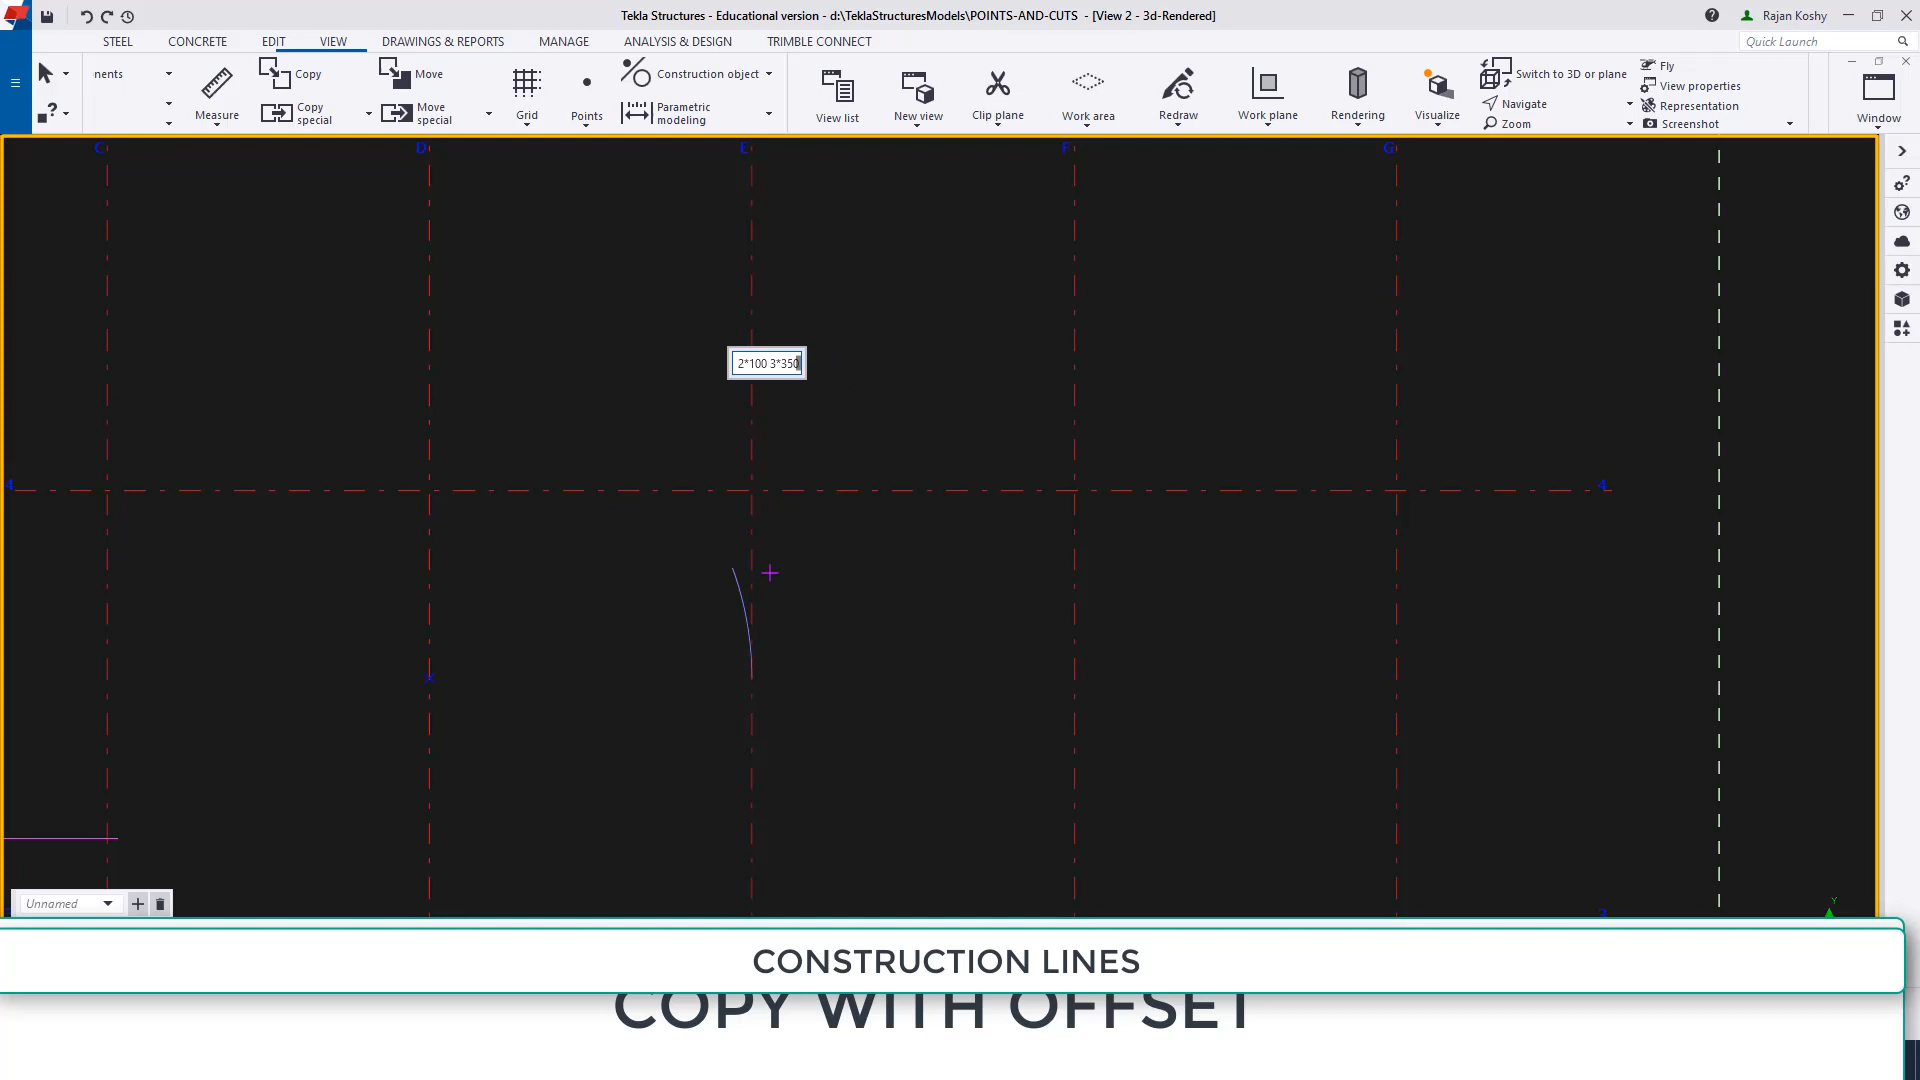 Tekla Structures - Educational version - d:\TeklaStructuresModels\POINTS-AND-CUTS - [View 2 - 3d-Rendered]
Rajan Koshy
STEEL CONCRETE EDIT VIEW DRAWINGS & REPORTS MANAGE ANALYSIS & DESIGN TRIMBLE CONNECT
Quick Launch
nents
Measure
Copy
Copy special
Move
Move special
Grid
Points
Construction object
Parametric modeling
View list
New view
Clip plane
Work area
Redraw
Work plane
Rendering
Visualize
Switch to 3D or plane
Navigate
Zoom
Fly
View properties
Representation
Screenshot
Window
C D E F G
2*100 3*350
4 4
Unnamed
3
Y
CONSTRUCTION LINES
COPY WITH OFFSET